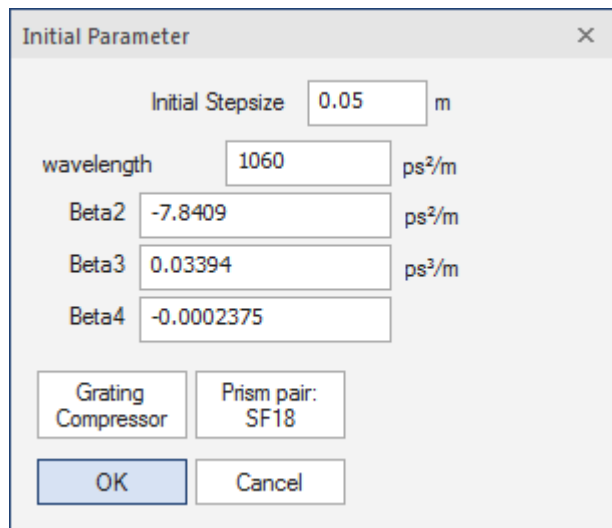 Initial Parameter
Initial Stepsize 0.05 m
wavelength 1060 ps²/m
Beta2 -7.8409 ps²/m
Beta3 0.03394 ps³/m
Beta4 -0.0002375
Grating Prism pair:
Compressor SF18
OK Cancel